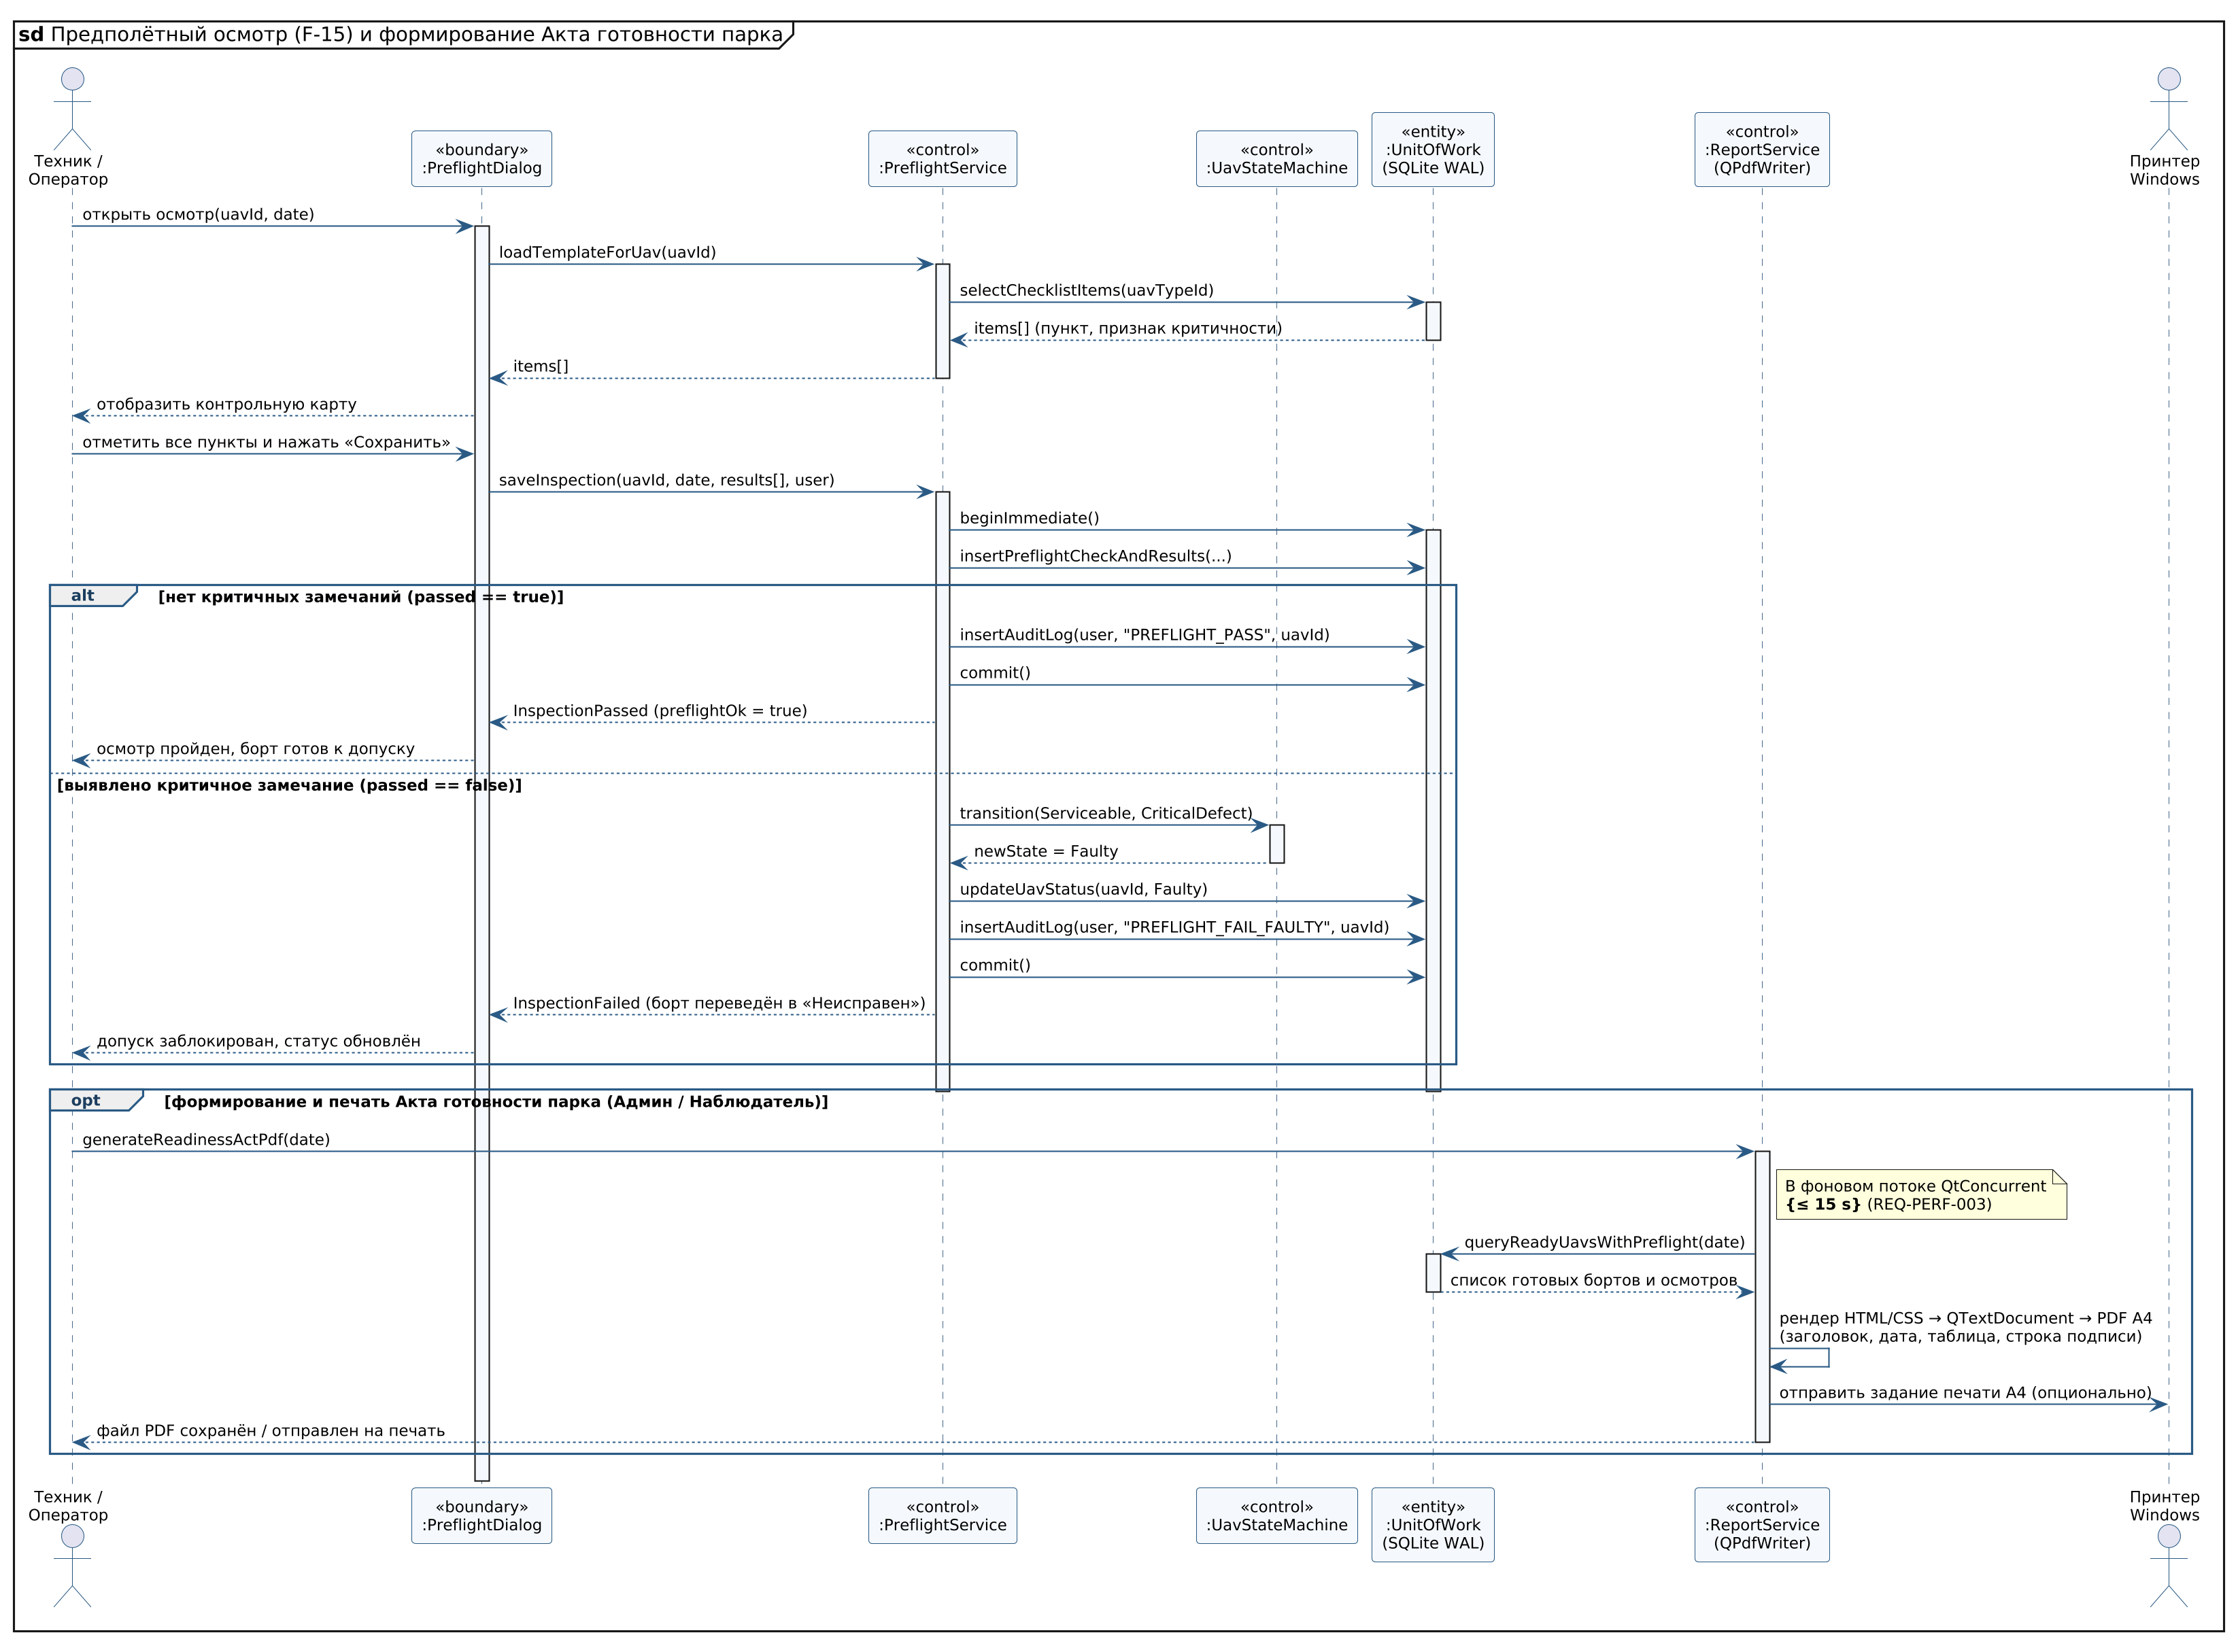 sd Предполётный осмотр (F-15) и формирование Акта готовности парка
Техник /
Оператор
«boundary»
:PreflightDialog
«control»
:PreflightService
«control»
:UavStateMachine
«entity»
:UnitOfWork
(SQLite WAL)
«control»
:ReportService
(QPdfWriter)
Принтер
Windows
открыть осмотр(uavId, date)
loadTemplateForUav(uavId)
selectChecklistItems(uavTypeId)
items[] (пункт, признак критичности)
items[]
отобразить контрольную карту
отметить все пункты и нажать «Сохранить»
saveInspection(uavId, date, results[], user)
beginImmediate()
insertPreflightCheckAndResults(...)
alt [нет критичных замечаний (passed == true)]
insertAuditLog(user, "PREFLIGHT_PASS", uavId)
commit()
InspectionPassed (preflightOk = true)
осмотр пройден, борт готов к допуску
[выявлено критичное замечание (passed == false)]
transition(Serviceable, CriticalDefect)
newState = Faulty
updateUavStatus(uavId, Faulty)
insertAuditLog(user, "PREFLIGHT_FAIL_FAULTY", uavId)
commit()
InspectionFailed (борт переведён в «Неисправен»)
допуск заблокирован, статус обновлён
opt [формирование и печать Акта готовности парка (Админ / Наблюдатель)]
generateReadinessActPdf(date)
В фоновом потоке QtConcurrent
{≤ 15 s} (REQ-PERF-003)
queryReadyUavsWithPreflight(date)
список готовых бортов и осмотров
рендер HTML/CSS → QTextDocument → PDF A4
(заголовок, дата, таблица, строка подписи)
отправить задание печати А4 (опционально)
файл PDF сохранён / отправлен на печать
Техник /
Оператор
«boundary»
:PreflightDialog
«control»
:PreflightService
«control»
:UavStateMachine
«entity»
:UnitOfWork
(SQLite WAL)
«control»
:ReportService
(QPdfWriter)
Принтер
Windows